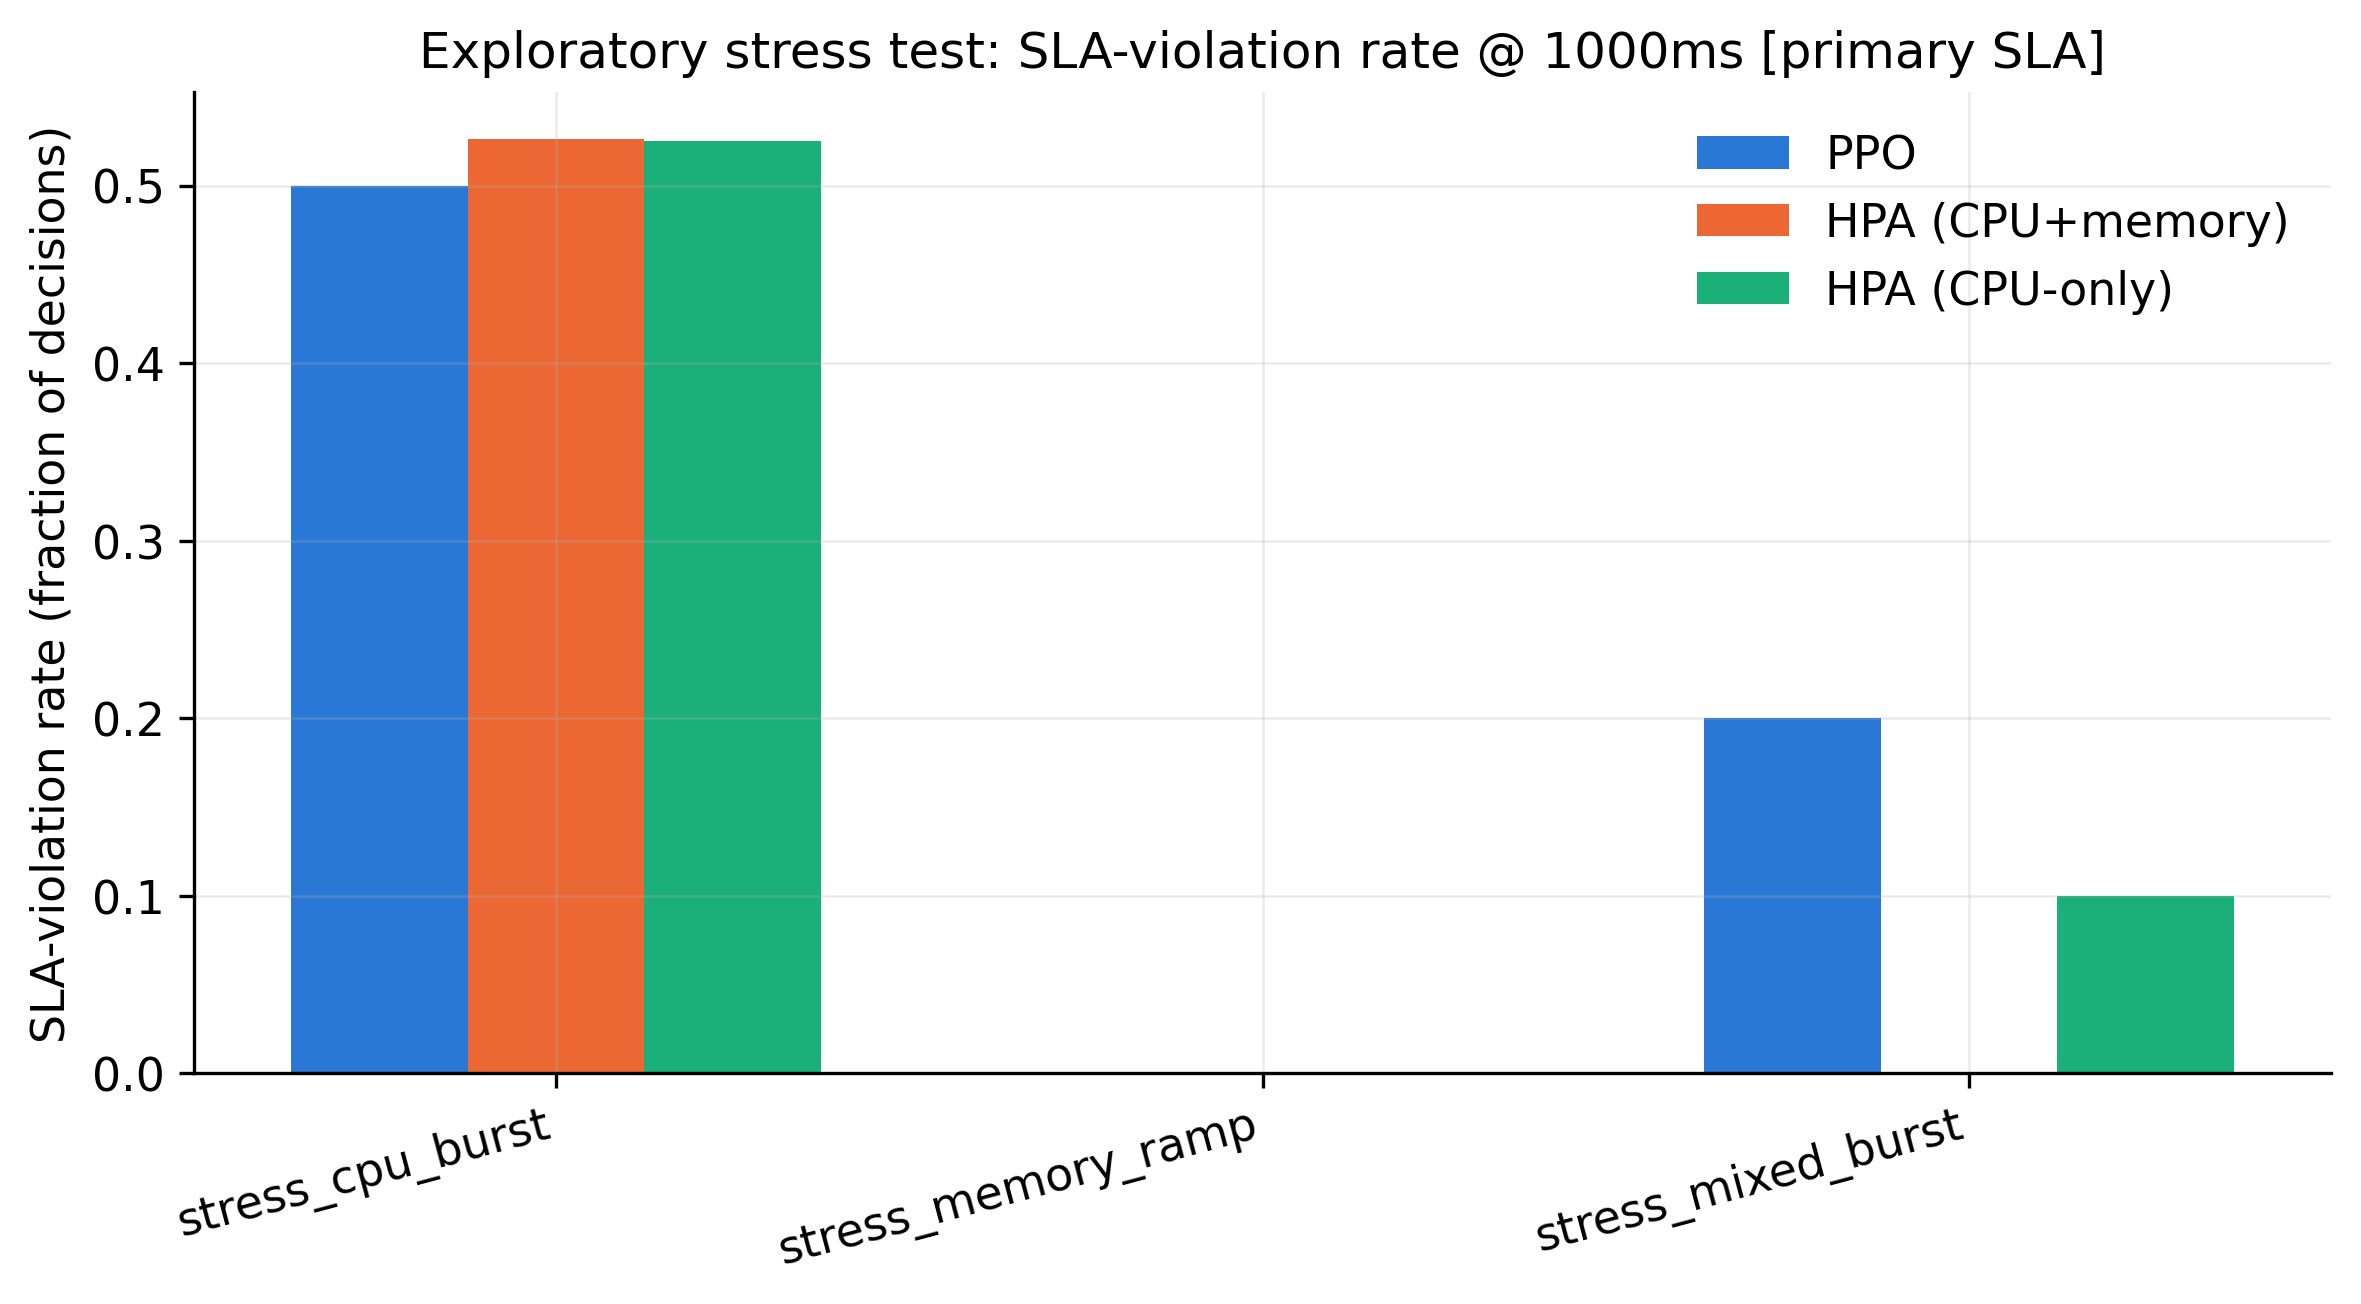 Exploratory stress test: SLA-violation rate @ 1000ms [primary SLA]
SLA-violation rate (fraction of decisions)
0.5
0.4
0.3
0.2
0.1
0.0
PPO
HPA (CPU+memory)
HPA (CPU-only)
stress_cpu_burst
stress_memory_ramp
stress_mixed_burst